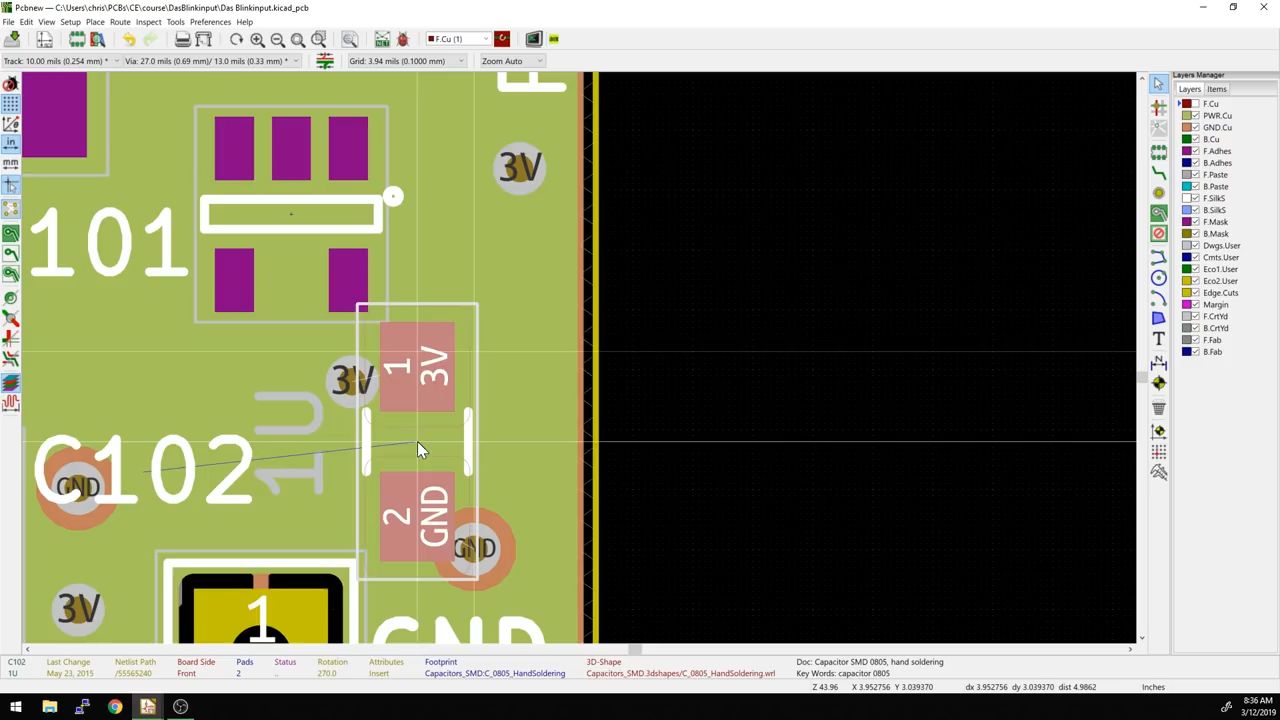 Pcbnew — C:\Users\chris\PCBs\CE\course\DasBlinkinput\Das Blinkinput.kicad_pcb
File Edit View Setup Place Route Inspect Tools Preferences Help
F.Cu (1)
Track: 10.00 mils (0.254 mm) * Via: 27.0 mils (0.69 mm)/ 13.0 mils (0.33 mm) * Grid: 3.94 mils (0.1000 mm) Zoom Auto
Layers Manager
Layers Items
F.Cu
PWR.Cu
GND.Cu
B.Cu
F.Adhes
B.Adhes
F.Paste
B.Paste
F.SilkS
B.SilkS
F.Mask
B.Mask
Dwgs.User
Cmts.User
Eco1.User
Eco2.User
Edge.Cuts
Margin
F.CrtYd
B.CrtYd
F.Fab
B.Fab
in
mm
3V
101
1
3V
3V
1U
C102
GND
2
GND
GND
3V
1
GND
C102 Last Change Netlist Path Board Side Pads Status Rotation Attributes Footprint 3D-Shape Doc: Capacitor SMD 0805, hand soldering
1U May 23, 2015 /55565240 Front 2 .. 270.0 Insert Capacitors_SMD:C_0805_HandSoldering Capacitors_SMD.3dshapes/C_0805_HandSoldering.wrl Key Words: capacitor 0805
Z 43.96 X 3.952756 Y 3.039370 dx 3.952756 dy 3.039370 dist 4.9862 Inches
8:36 AM
3/12/2019